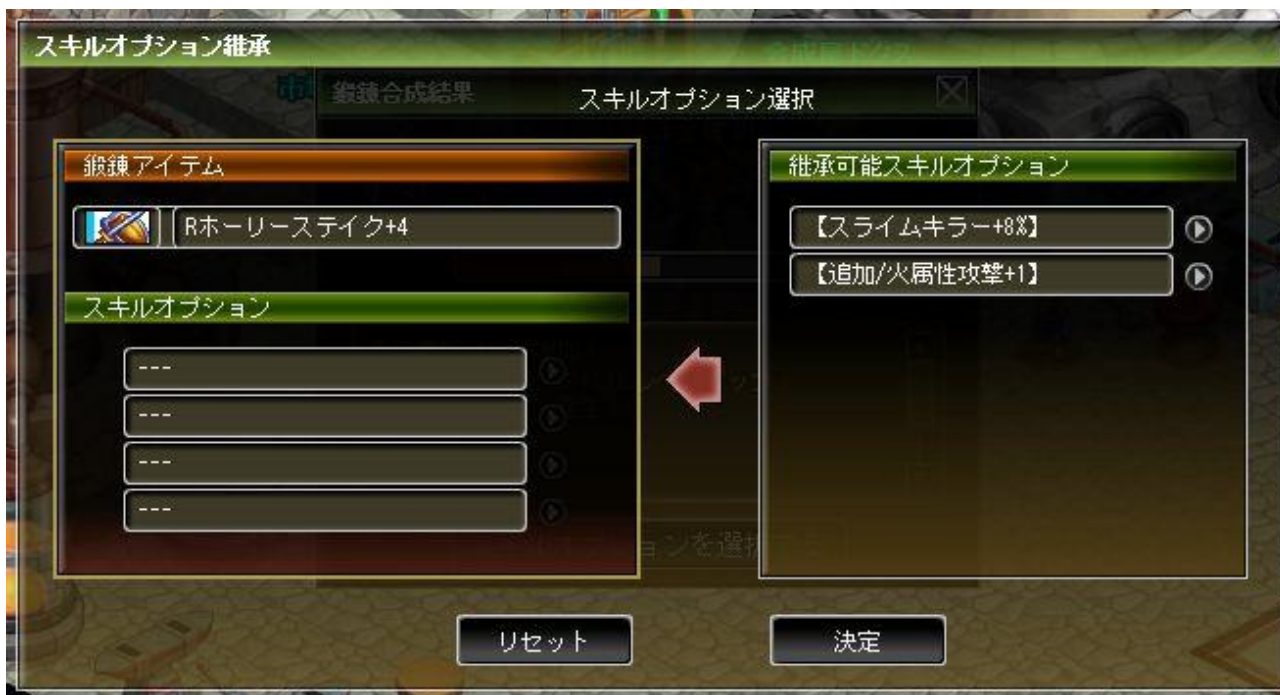 スキルオプション継承
鍛錬合成結果
スキルオプション選択
鍛錬アイテム
Rホーリーステイク+4
スキルオプション
---
---
---
---
継承可能スキルオプション
【スライムキラー+8%】
【追加/火属性攻撃+1】
リセット
決定